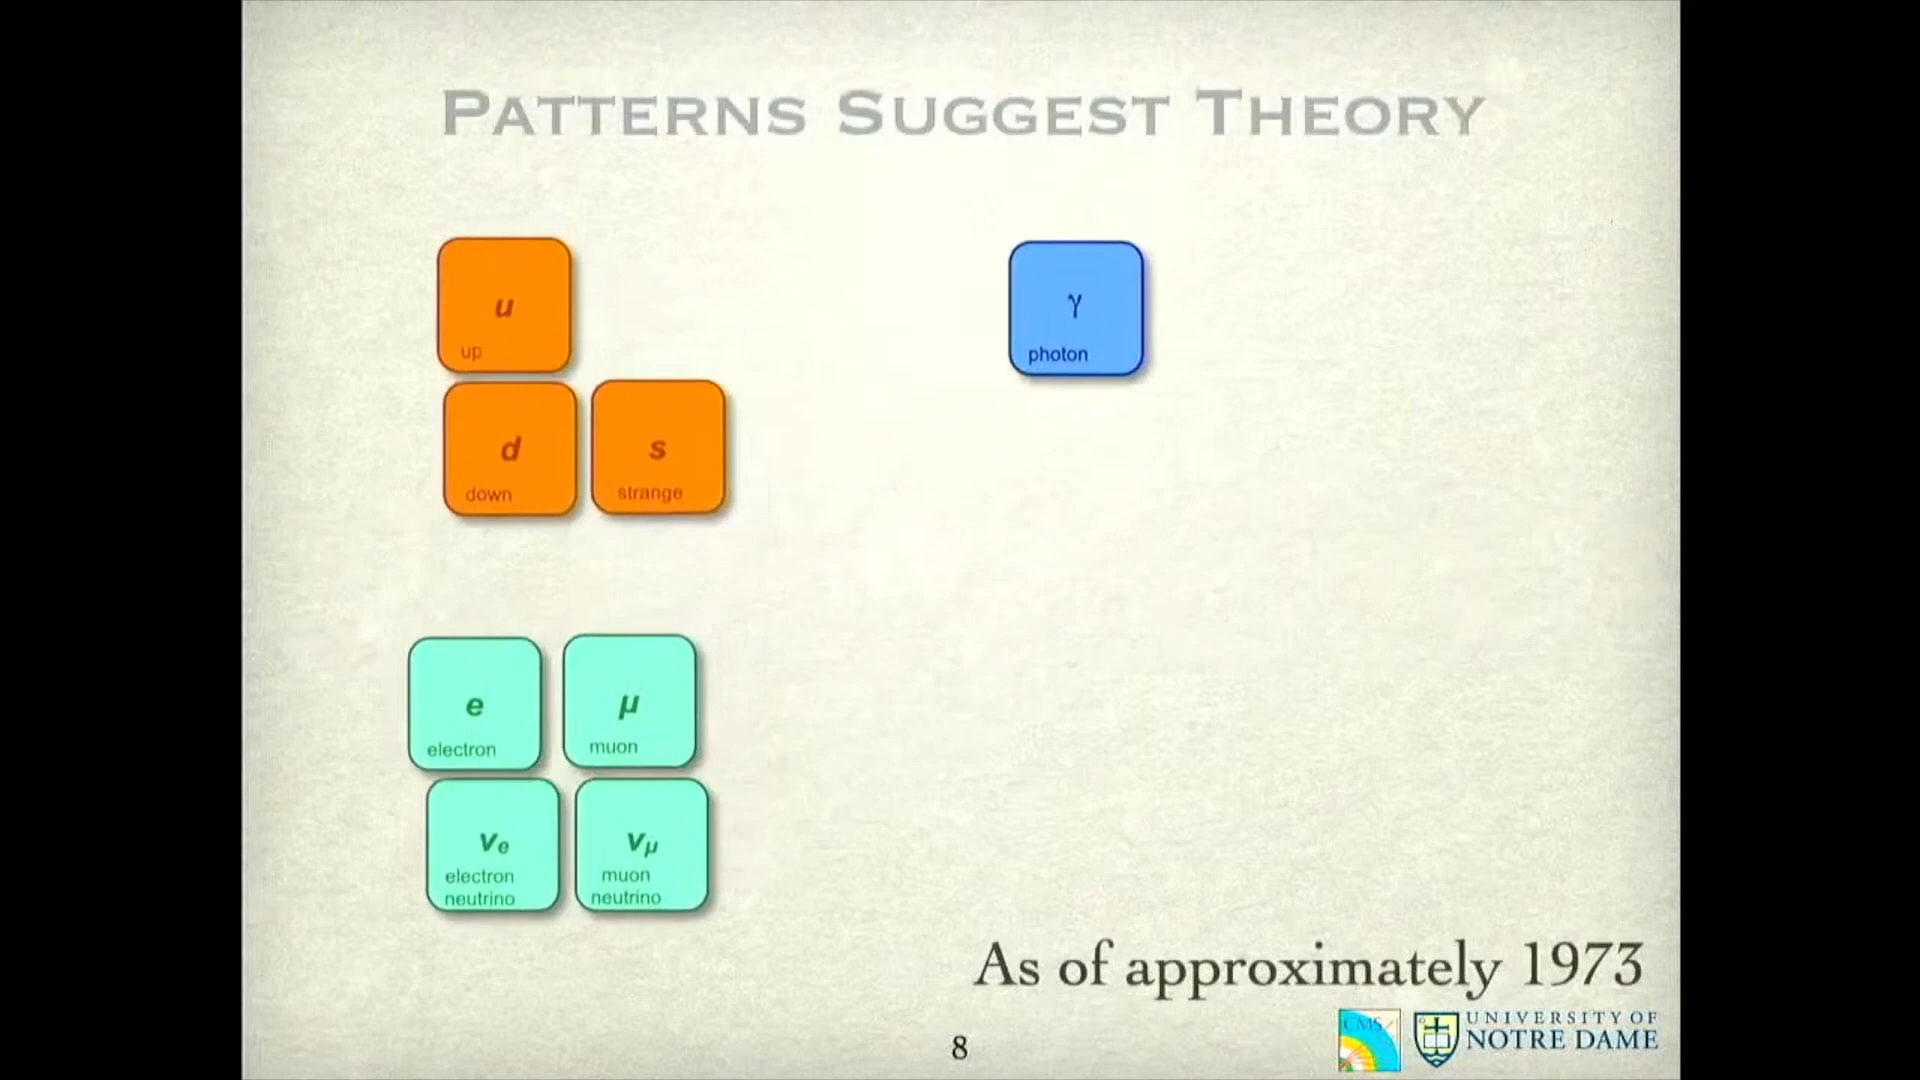 PATTERNS SUGGEST THEORY
u
up
γ
photon
d
down
s
strange
e
electron
μ
muon
νe
electron
neutrino
νμ
muon
neutrino
As of approximately 1973
8
CMS
UNIVERSITY OF
NOTRE DAME